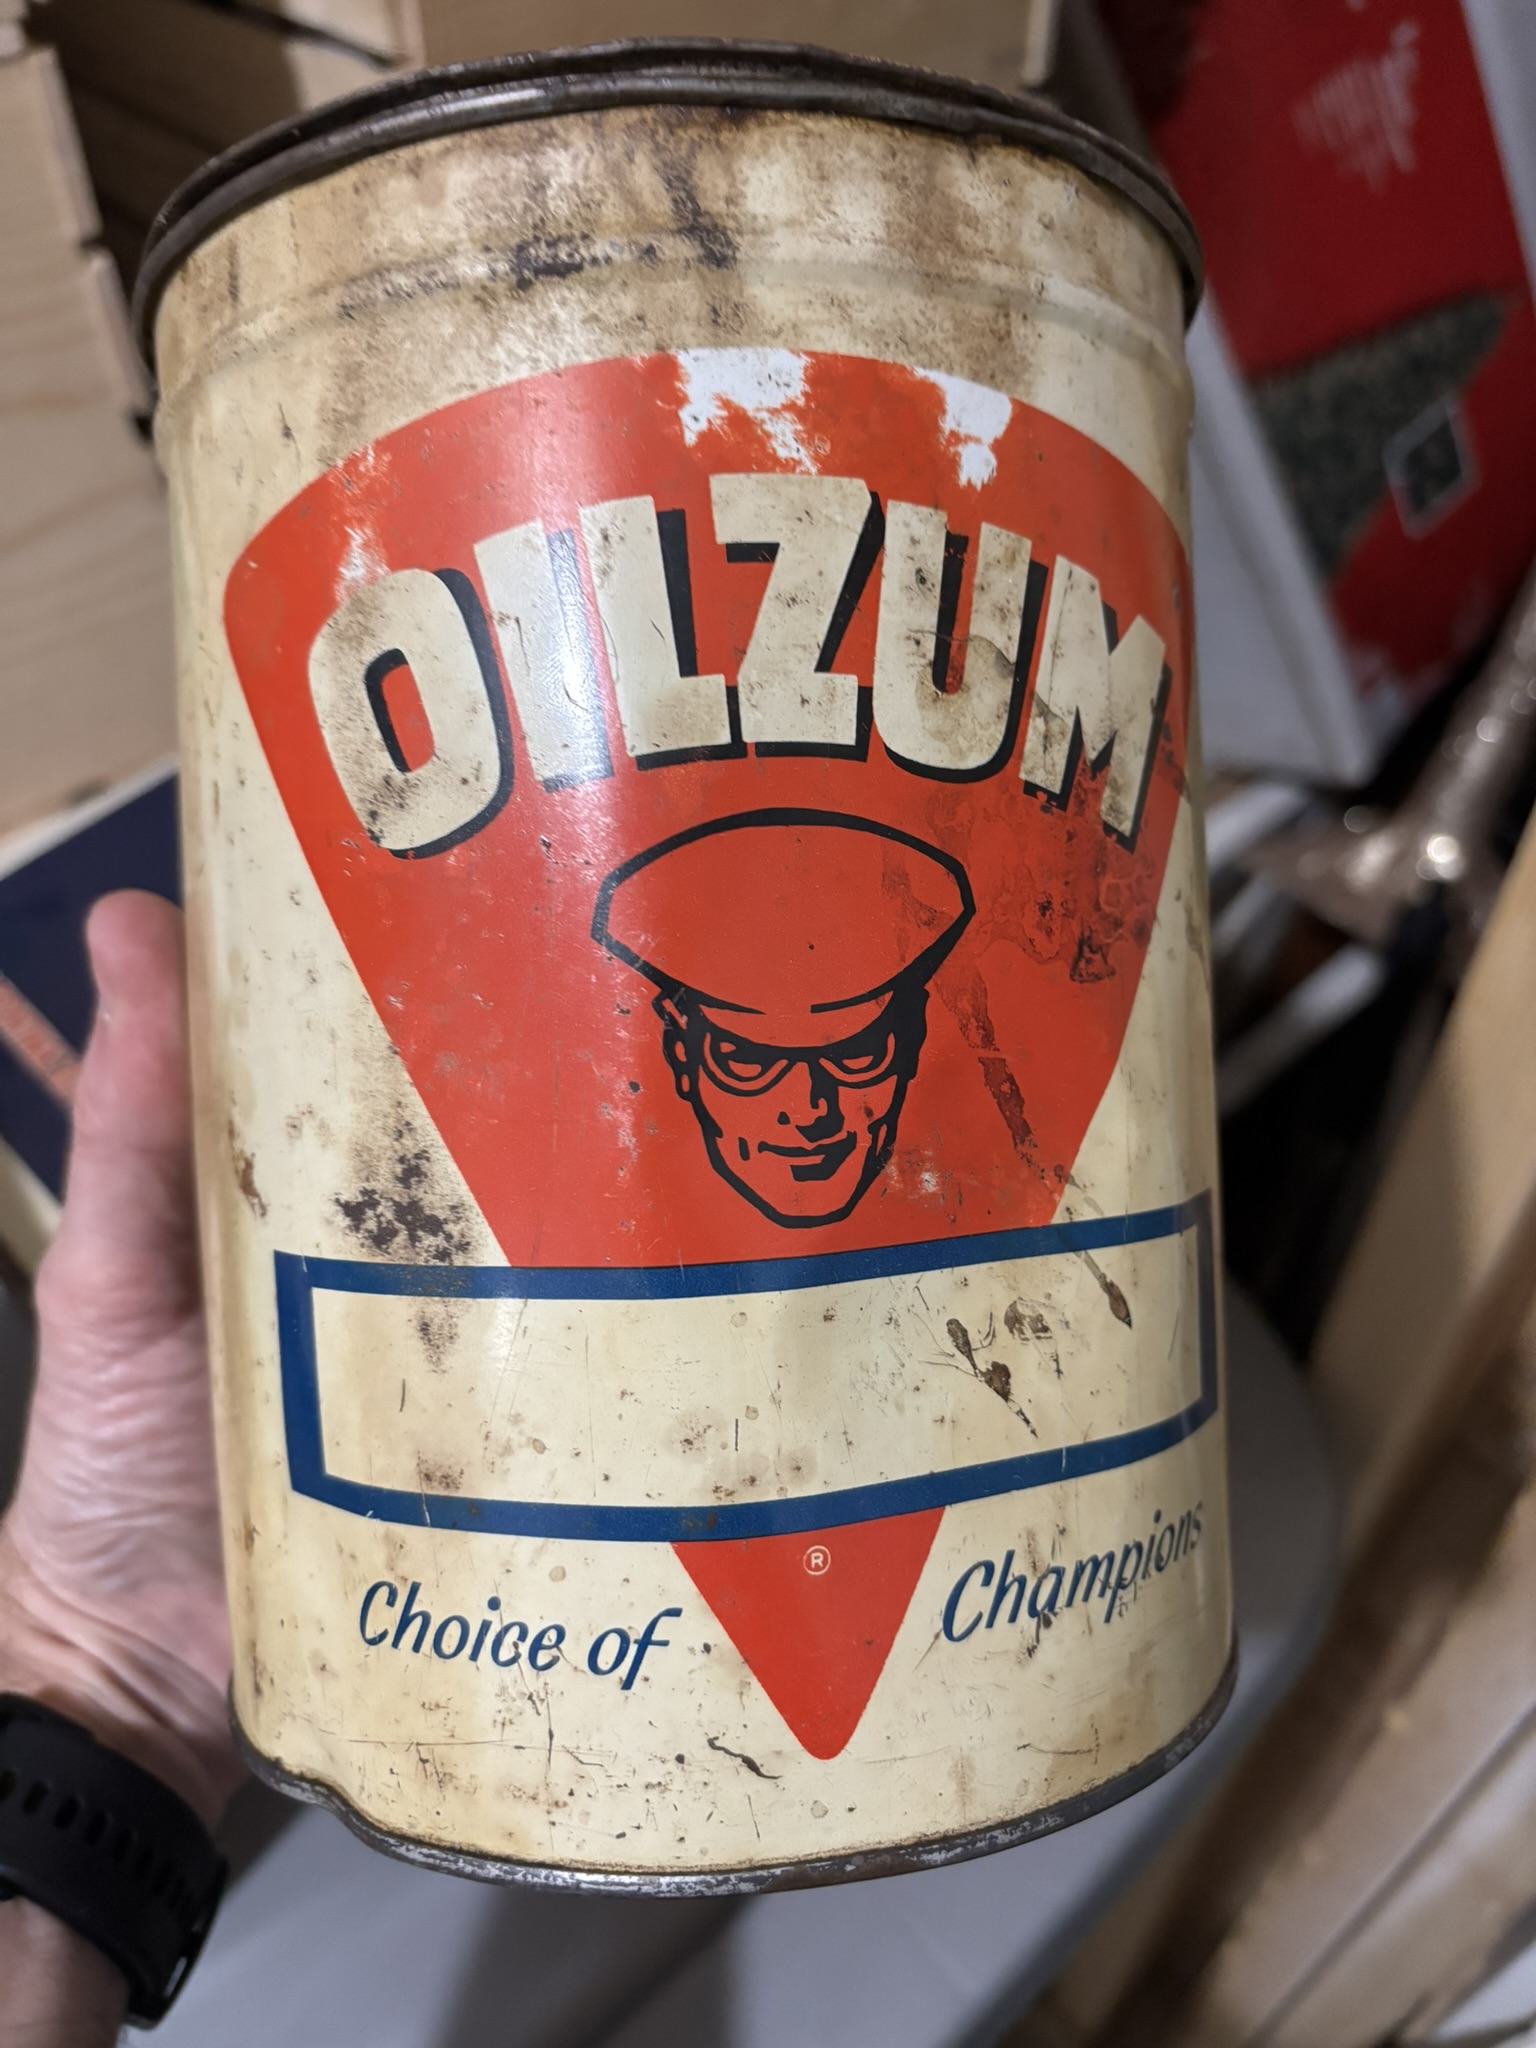 OILZUM
®
Choice of Champions